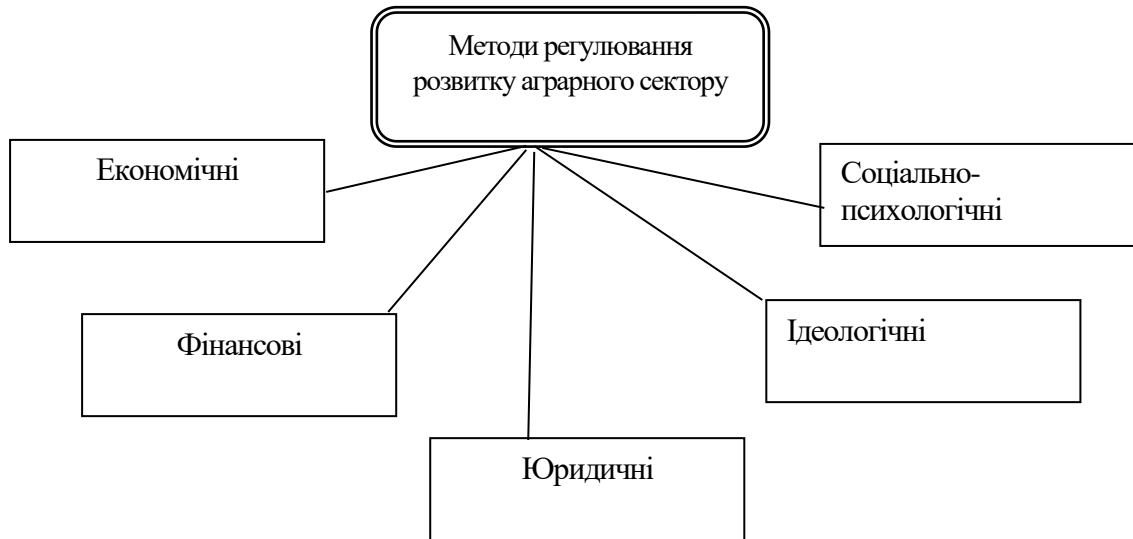 Методи регулювання
розвитку аграрного сектору
Економічні
Соціально-
психологічні
Фінансові
Ідеологічні
Юридичні